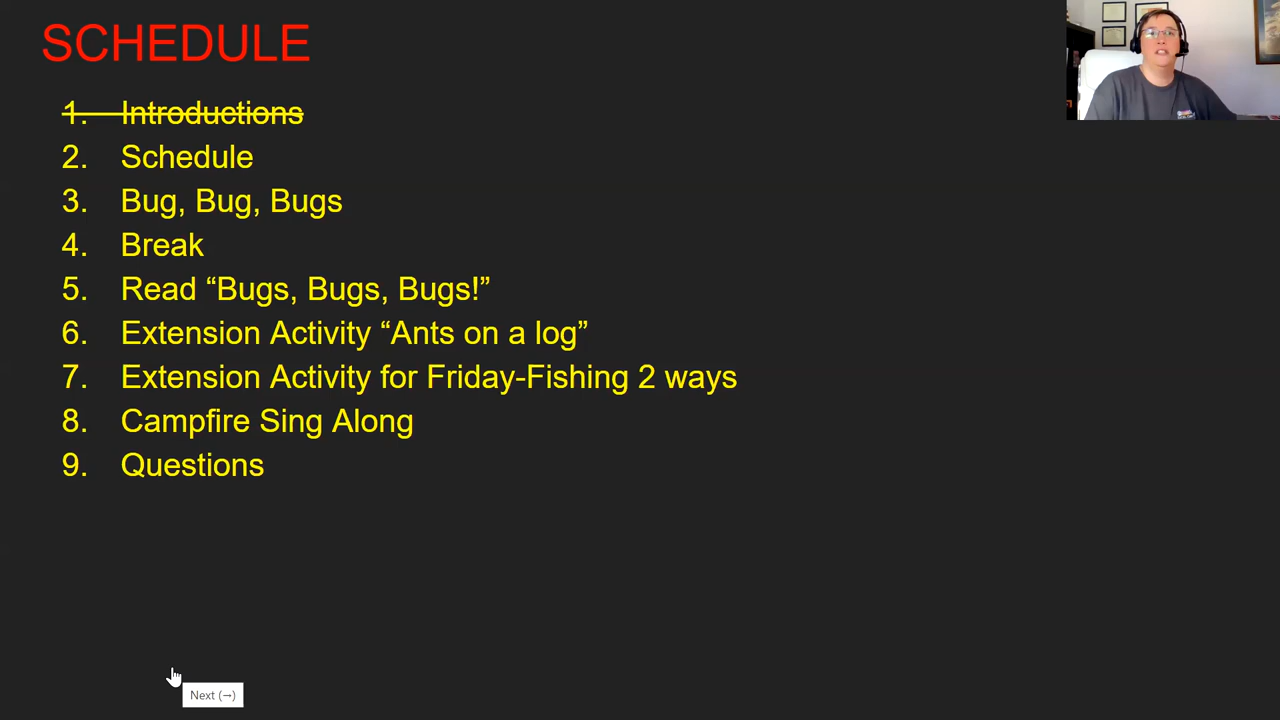 SCHEDULE
1. Introductions
2. Schedule
3. Bug, Bug, Bugs
4. Break
5. Read “Bugs, Bugs, Bugs!”
6. Extension Activity “Ants on a log”
7. Extension Activity for Friday-Fishing 2 ways
8. Campfire Sing Along
9. Questions
Next (→)